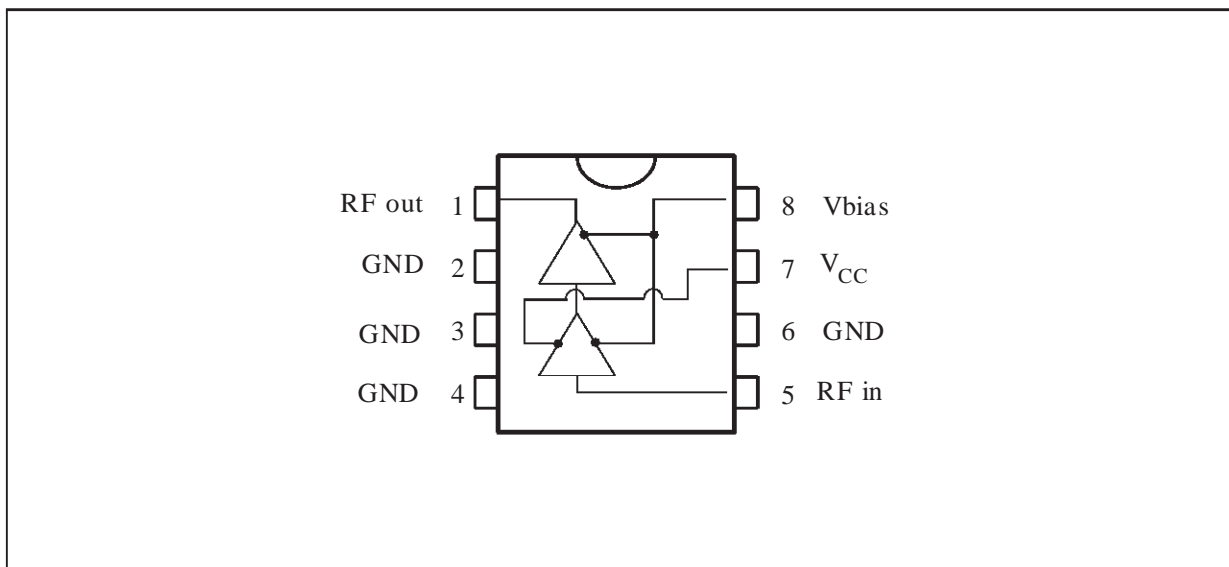 RF out 1 8 Vbias
GND 2 7 VCC
GND 3 6 GND
GND 4 5 RF in